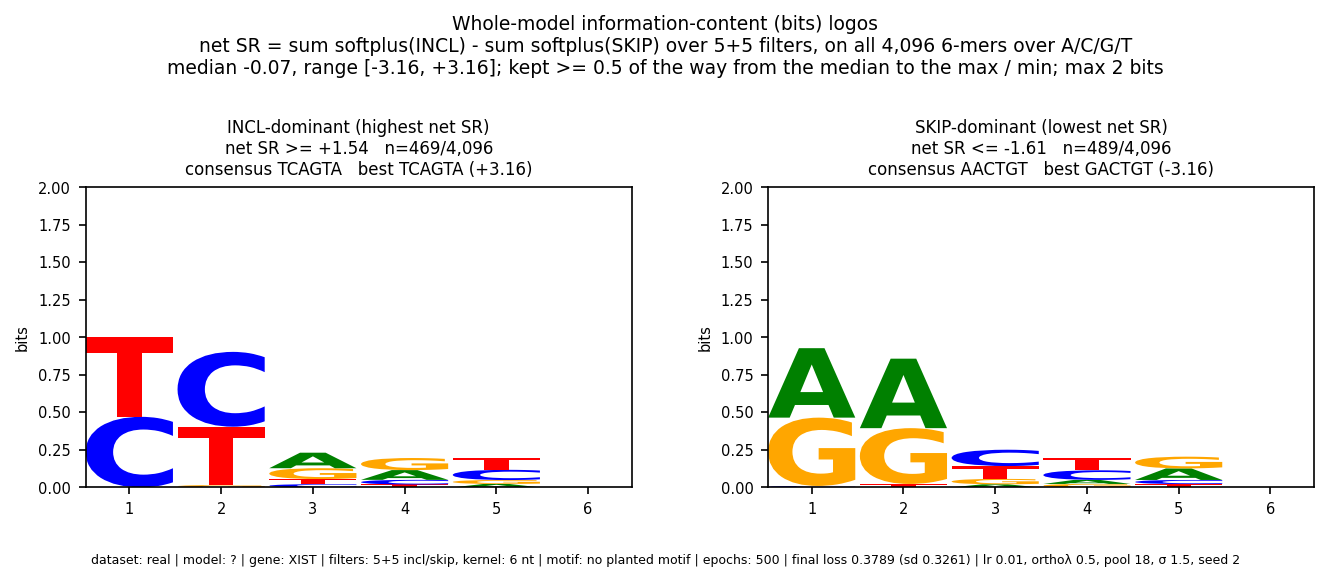 Whole-model information-content (bits) logos
net SR = sum softplus(INCL) - sum softplus(SKIP) over 5+5 filters, on all 4,096 6-mers over A/C/G/T
median -0.07, range [-3.16, +3.16]; kept >= 0.5 of the way from the median to the max / min; max 2 bits
INCL-dominant (highest net SR)
net SR >= +1.54   n=469/4,096
consensus TCAGTA   best TCAGTA (+3.16)
2.00
1.75
1.50
1.25
1.00
0.75
0.50
0.25
0.00
bits
T
C
C
T
A
G
T
C
G
A
C
T
T
C
G
A
1 2 3 4 5 6
SKIP-dominant (lowest net SR)
net SR <= -1.61   n=489/4,096
consensus AACTGT   best GACTGT (-3.16)
2.00
1.75
1.50
1.25
1.00
0.75
0.50
0.25
0.00
bits
A
G
A
G
T
C
T
G
A
T
C
A
G
G
A
C
T
1 2 3 4 5 6
dataset: real | model: ? | gene: XIST | filters: 5+5 incl/skip, kernel: 6 nt | motif: no planted motif | epochs: 500 | final loss 0.3789 (sd 0.3261) | lr 0.01, orthoλ 0.5, pool 18, σ 1.5, seed 2